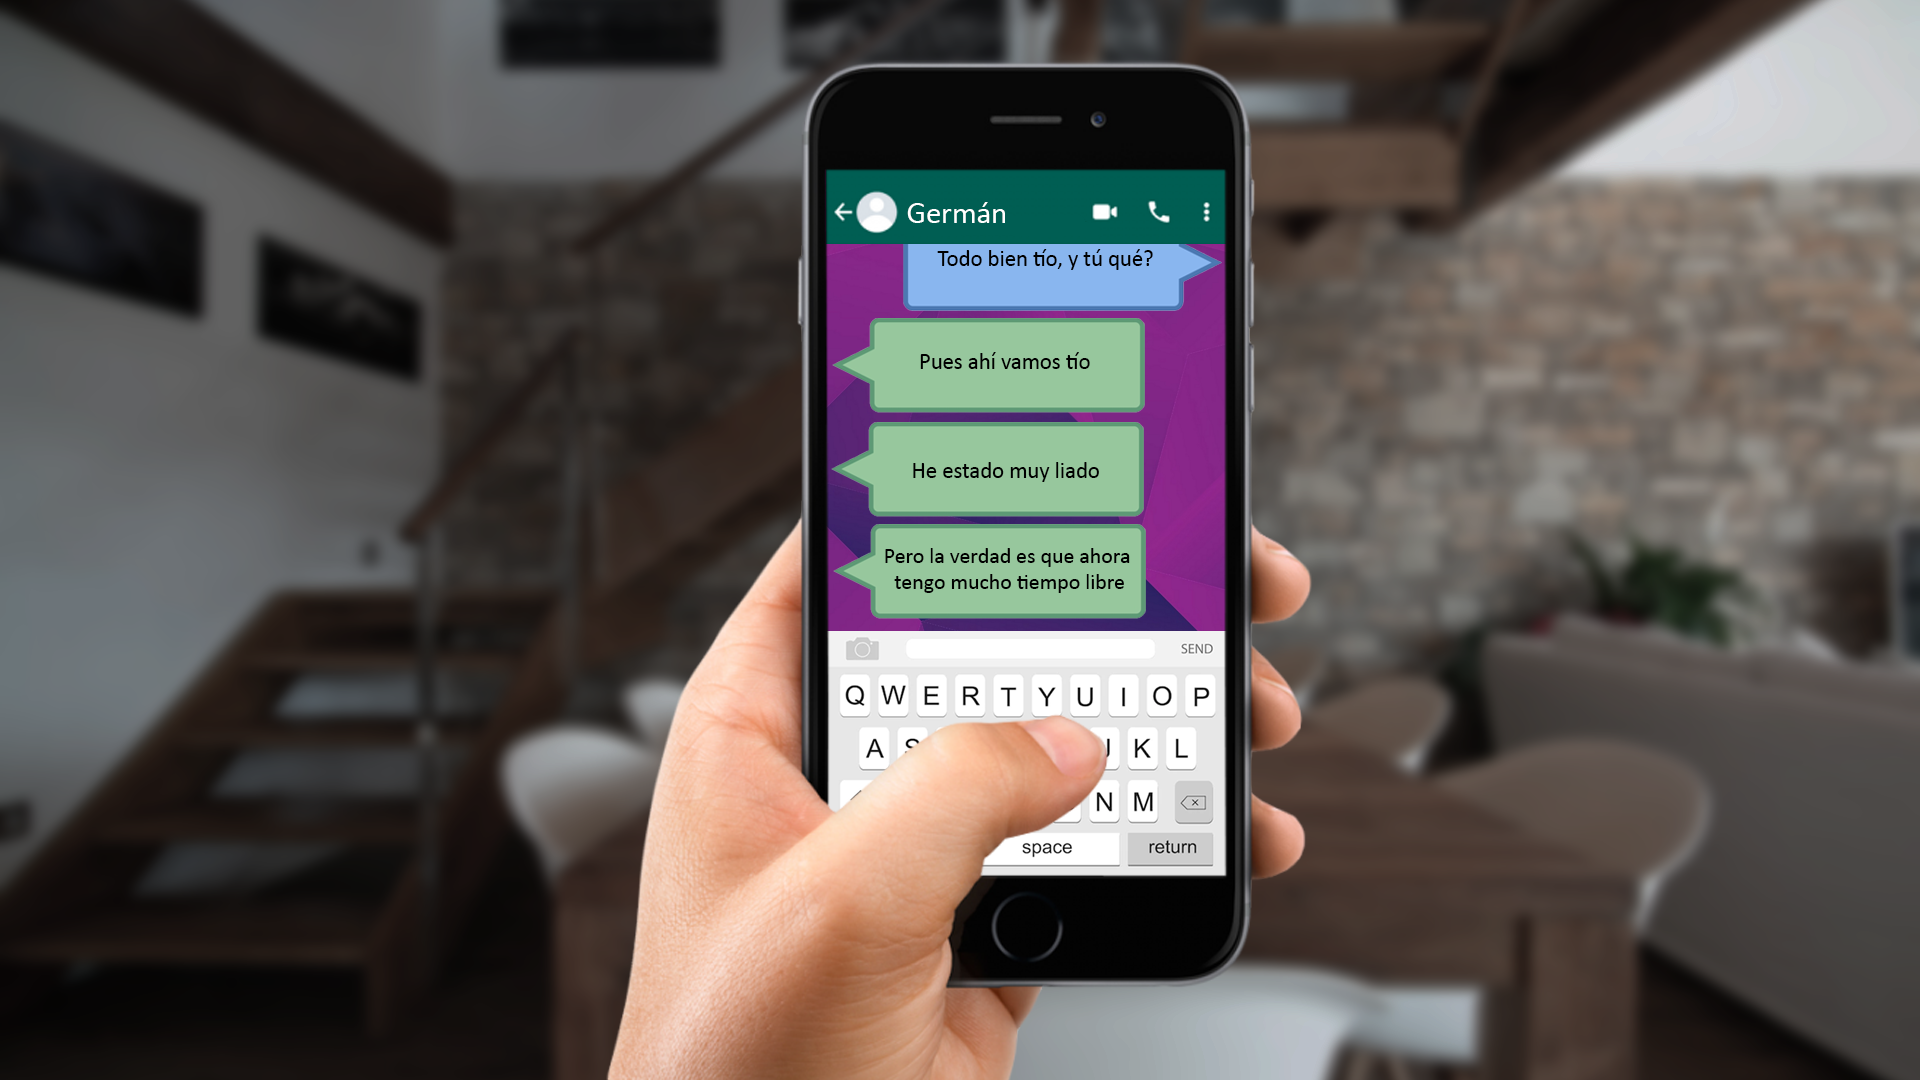 Germán
Todo bien tío, y tú qué?
Pues ahí vamos tío
He estado muy liado
Pero la verdad es que ahora
tengo mucho tiempo libre
SEND
Q W E R T Y U I O P
A S J K L
N M
space
return